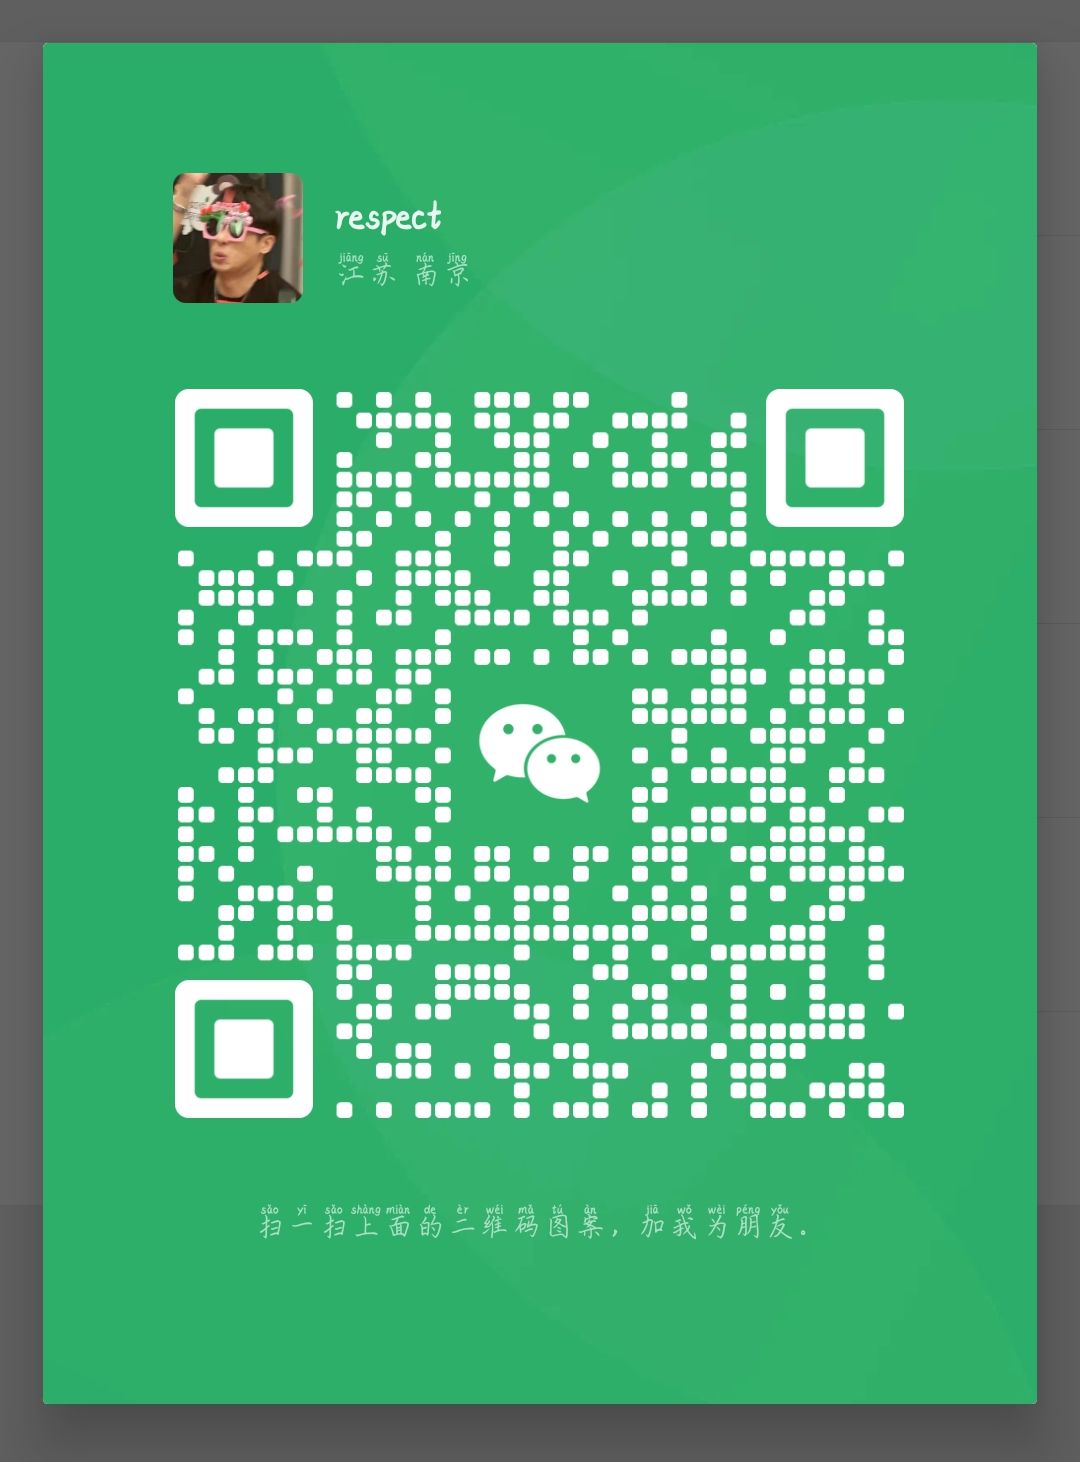 respect
jiāng sū nán jīng
江苏 南京
sǎo yī sǎo shàng miàn de èr wéi mǎ tú àn jiā wǒ wèi péng yǒu
扫一扫上面的二维码图案，加我为朋友。